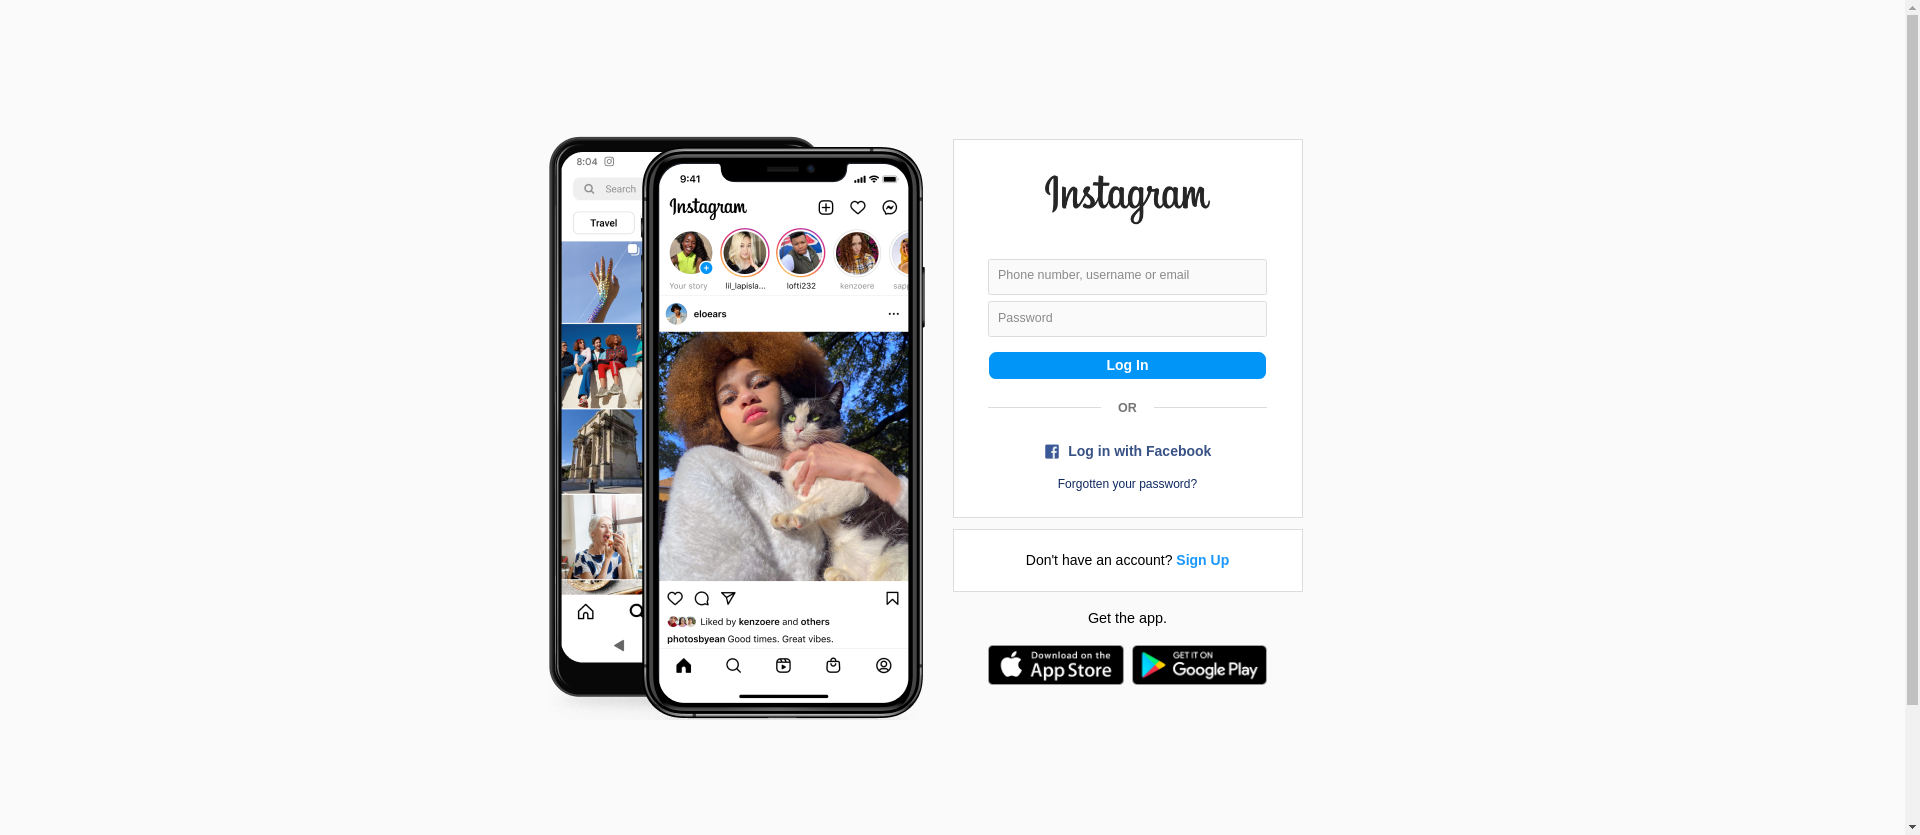 8:04
Search
Travel
9:41
Instagram
Your story
lil_lapisla...
lofti232
kenzoere
sapp
eloears
Liked by kenzoere and others
photosbyean Good times. Great vibes.
Instagram
Phone number, username or email
Password
Log In
OR
Log in with Facebook
Forgotten your password?
Don't have an account? Sign Up
Get the app.
Download on the
App Store
GET IT ON
Google Play